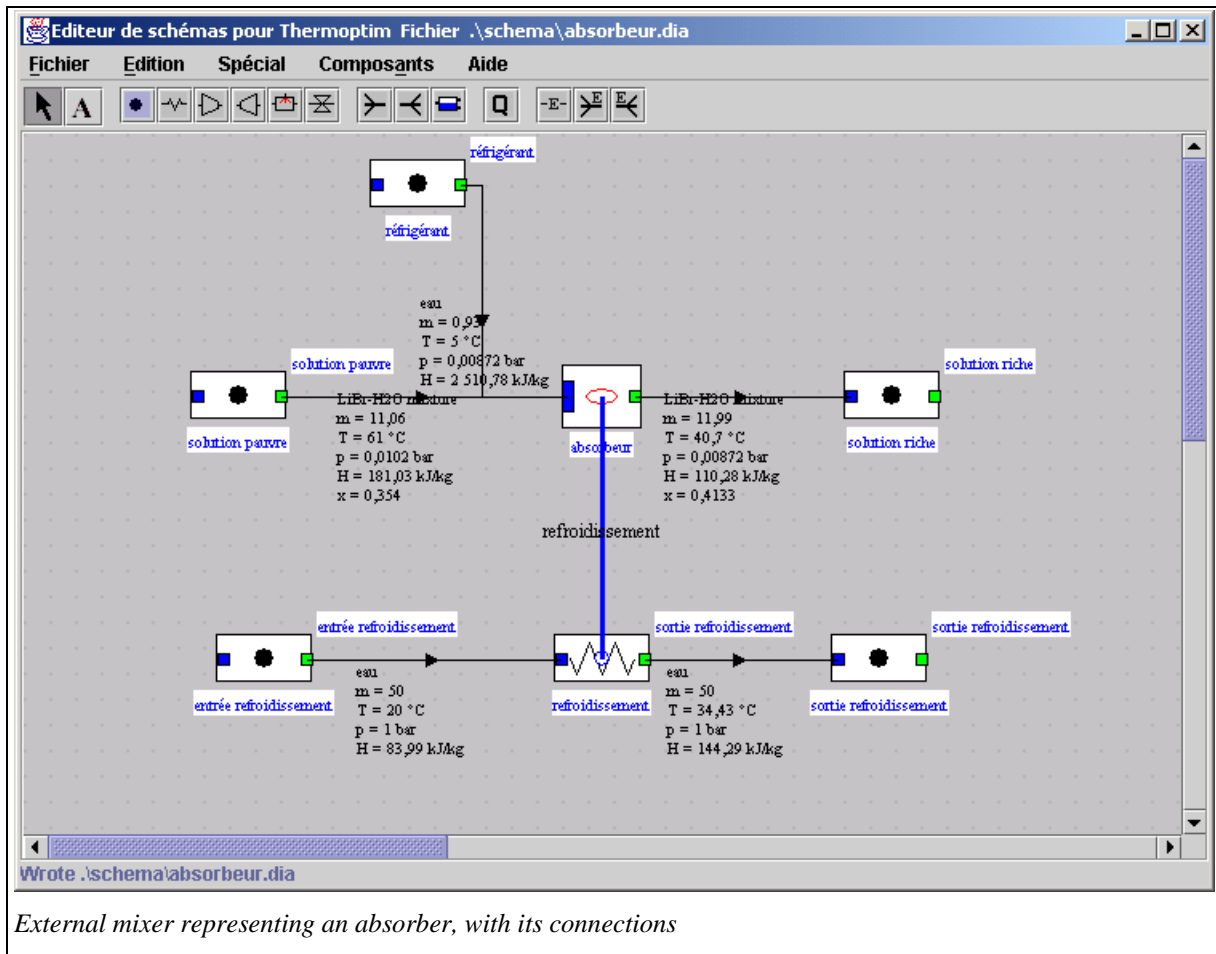 Editeur de schémas pour Thermoptim Fichier .\schema\absorbeur.dia
Fichier Edition Spécial Composants Aide
A Q -E- E E
réfrigérant
réfrigérant
eau
m = 0,93
T = 5 °C
p = 0,00872 bar
H = 2 510,78 kJ/kg
solution pauvre
solution pauvre
LiBr-H2O mixture
m = 11,06
T = 61 °C
p = 0,0102 bar
H = 181,03 kJ/kg
x = 0,354
absorbeur
LiBr-H2O mixture
m = 11,99
T = 40,7 °C
p = 0,00872 bar
H = 110,28 kJ/kg
x = 0,4133
solution riche
solution riche
refroidissement
entrée refroidissement
entrée refroidissement
eau
m = 50
T = 20 °C
p = 1 bar
H = 83,99 kJ/kg
refroidissement
sortie refroidissement
eau
m = 50
T = 34,43 °C
p = 1 bar
H = 144,29 kJ/kg
sortie refroidissement
sortie refroidissement
Wrote .\schema\absorbeur.dia
External mixer representing an absorber, with its connections